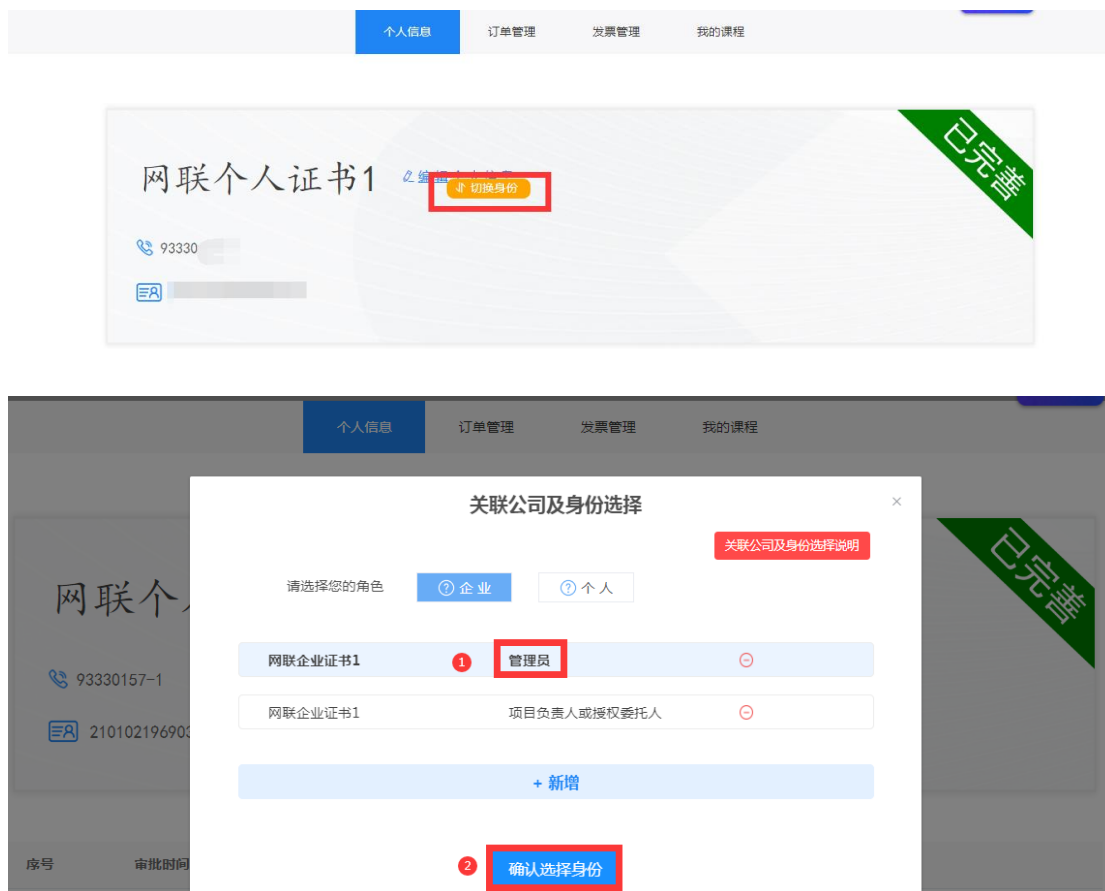 个人信息 订单管理 发票管理 我的课程
已完善
网联个人证书1
切换身份
93330
个人信息 订单管理 发票管理 我的课程
关联公司及身份选择 ×
关联公司及身份选择说明
已完善
请选择您的角色 ? 企业 ? 个人
网联个
网联企业证书1 1 管理员
93330157-1
网联企业证书1 项目负责人或授权委托人
21010219690
+ 新增
序号 审批时间
2 确认选择身份